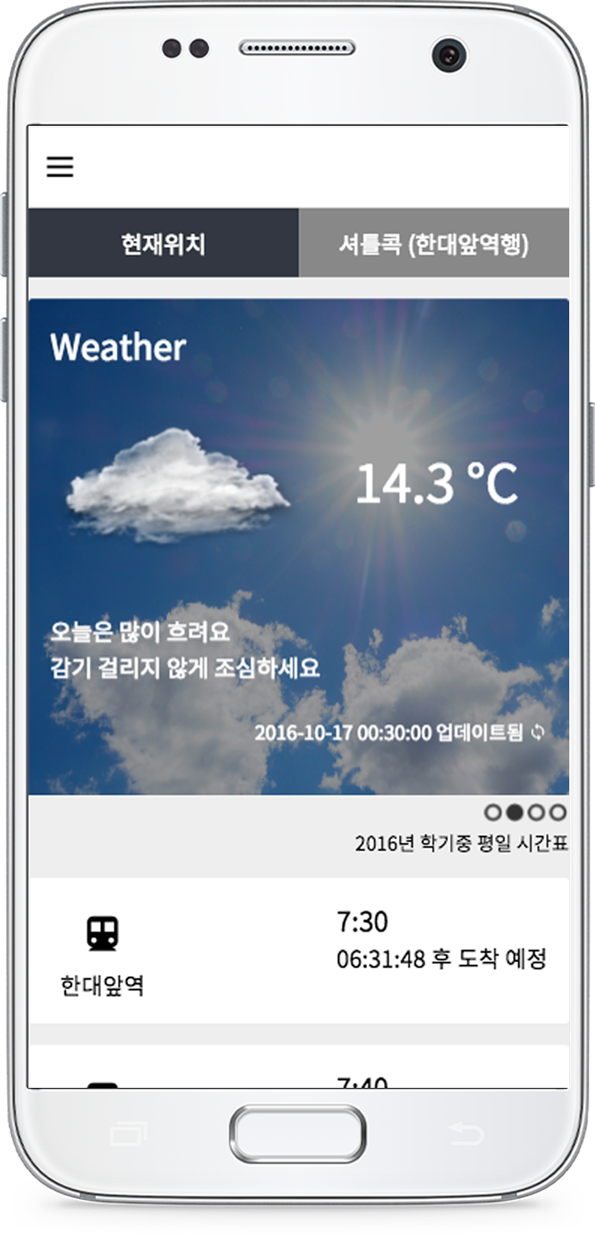 현재위치
셔틀콕 (한대앞역행)
Weather
14.3 °C
오늘은 많이 흐려요
감기 걸리지 않게 조심하세요
2016-10-17 00:30:00 업데이트됨
2016년 학기중 평일 시간표
7:30
06:31:48 후 도착 예정
한대앞역
7:40